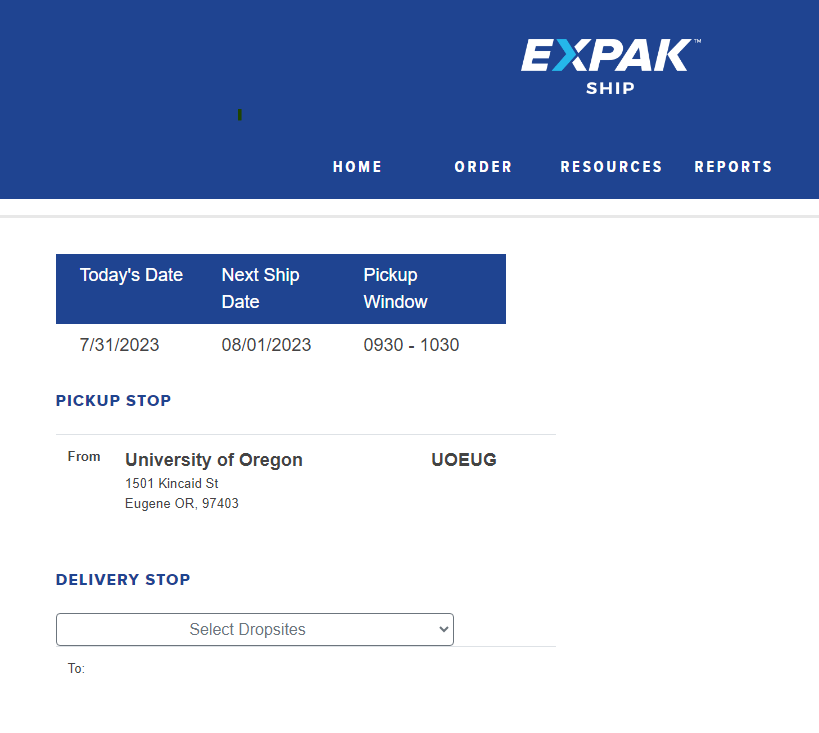 EXPAK™
SHIP
HOME ORDER RESOURCES REPORTS
Today's Date Next Ship Date Pickup Window
7/31/2023 08/01/2023 0930 - 1030
PICKUP STOP
From University of Oregon UOEUG
1501 Kincaid St
Eugene OR, 97403
DELIVERY STOP
Select Dropsites
To: